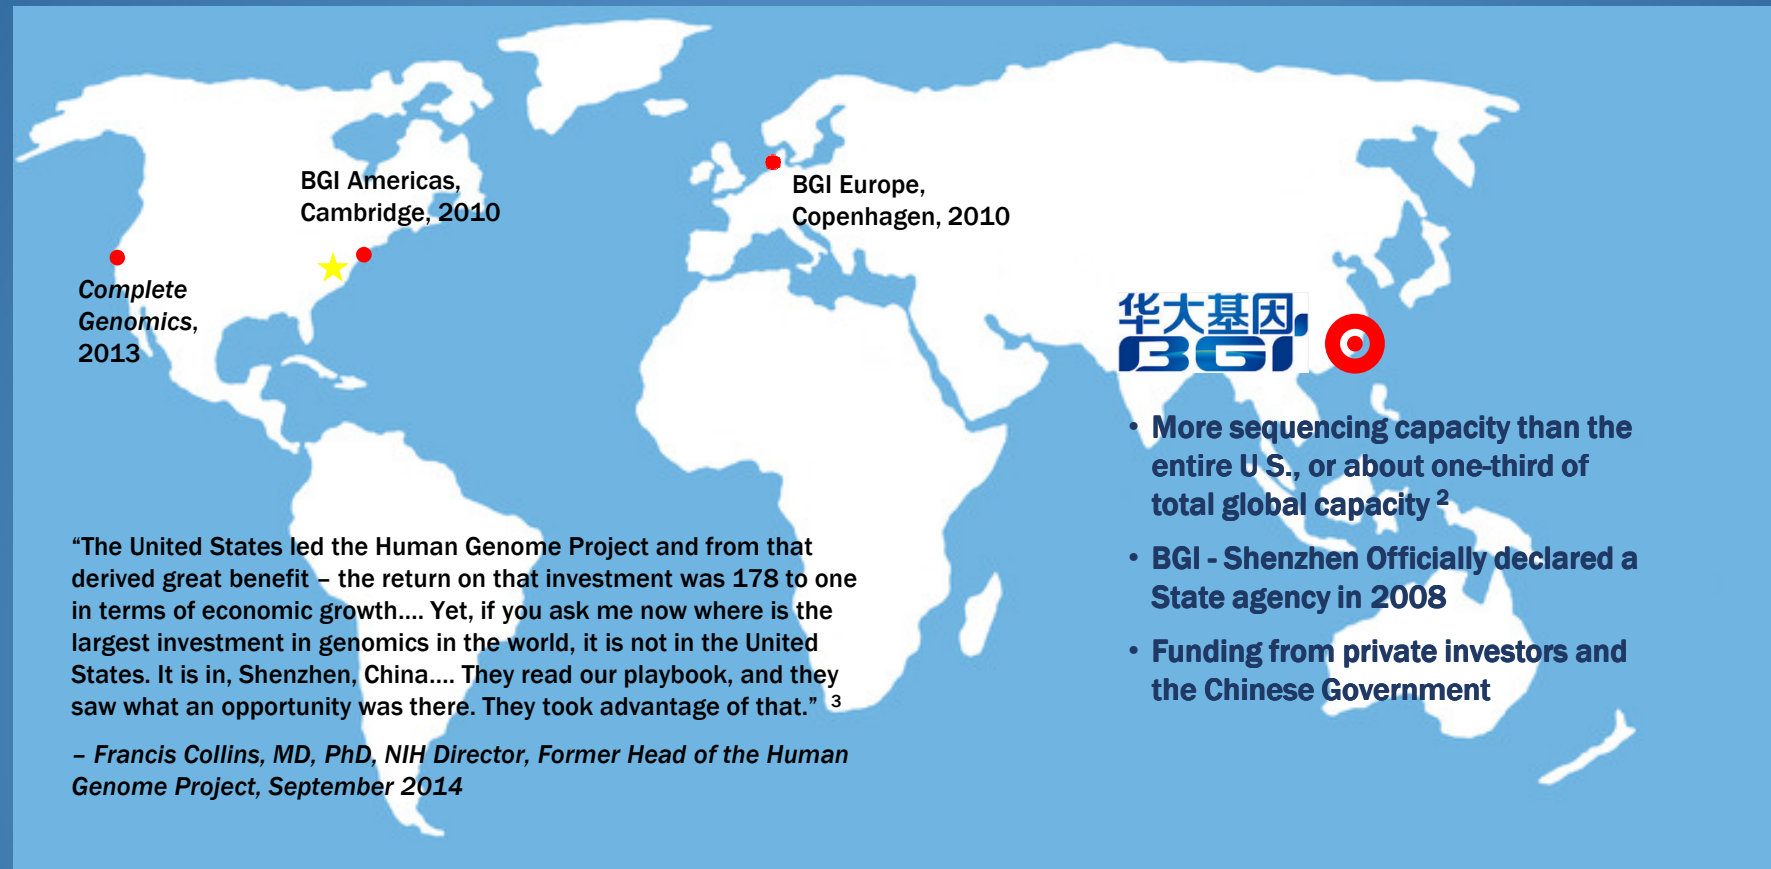 BGI Americas,
Cambridge, 2010
BGI Europe,
Copenhagen, 2010
Complete
Genomics,
2013
华大基因
BGI
• More sequencing capacity than the
entire U S., or about one-third of
total global capacity ²
• BGI - Shenzhen Officially declared a
State agency in 2008
• Funding from private investors and
the Chinese Government
“The United States led the Human Genome Project and from that
derived great benefit – the return on that investment was 178 to one
in terms of economic growth.... Yet, if you ask me now where is the
largest investment in genomics in the world, it is not in the United
States. It is in, Shenzhen, China.... They read our playbook, and they
saw what an opportunity was there. They took advantage of that.” ³
– Francis Collins, MD, PhD, NIH Director, Former Head of the Human
Genome Project, September 2014